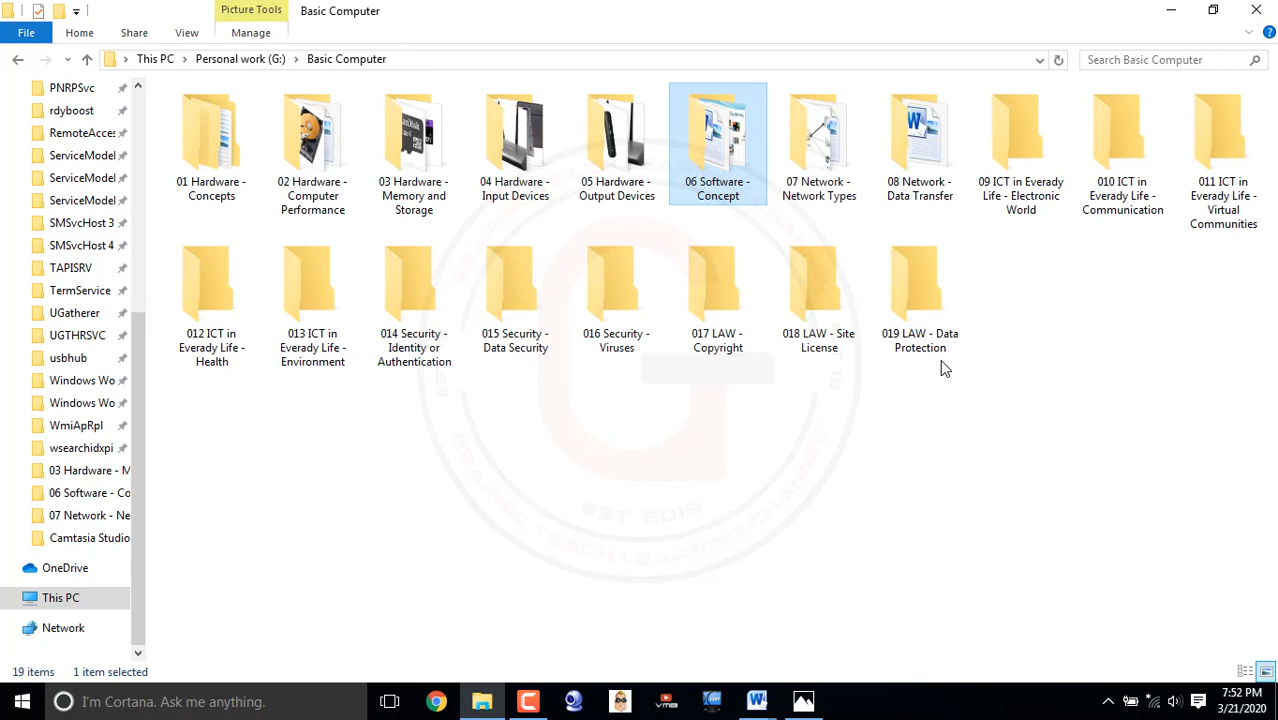 Picture Tools
Basic Computer
File
Home
Share
View
Manage
This PC
Personal work (G:)
Basic Computer
Search Basic Computer
PNRPSvc
rdyboost
RemoteAcces
ServiceModel
ServiceModel
ServiceModel
SMSvcHost 3
SMSvcHost 4
TAPISRV
TermService
UGatherer
UGTHRSVC
usbhub
Windows Wo
Windows Wo
WmiApRpl
wsearchidxpi
03 Hardware - M
06 Software - Co
07 Network - Ne
Camtasia Studio
OneDrive
This PC
Network
01 Hardware -
Concepts
02 Hardware -
Computer
Performance
03 Hardware -
Memory and
Storage
04 Hardware -
Input Devices
05 Hardware -
Output Devices
06 Software -
Concept
07 Network -
Network Types
08 Network -
Data Transfer
09 ICT in Everady
Life - Electronic
World
010 ICT in
Everady Life -
Communication
011 ICT in
Everady Life -
Virtual
Communities
012 ICT in
Everady Life -
Health
013 ICT in
Everady Life -
Environment
014 Security -
Identity or
Authentication
015 Security -
Data Security
016 Security -
Viruses
017 LAW -
Copyright
018 LAW - Site
License
019 LAW - Data
Protection
EST 2019
GRAPHIC TEACH LEARNING CHANNEL
19 items
1 item selected
I'm Cortana. Ask me anything.
7:52 PM
3/21/2020